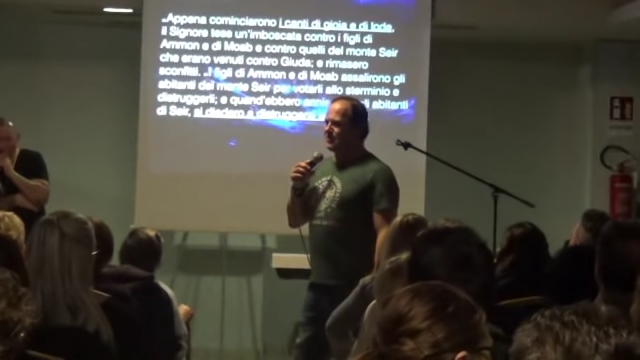 „Appena cominciarono i canti di gioia e di lode,
il Signore tese un'imboscata contro i figli di
Ammon e di Moab e contro quelli del monte Seir
che erano venuti contro Giuda; e rimasero
sconfitti. ..I figli di Ammon e di Moab assalirono gli
abitanti del monte Seir per votarli allo sterminio e
distruggerli; e quand'ebbero abitanti
di Seir, si diedero a distruggersi